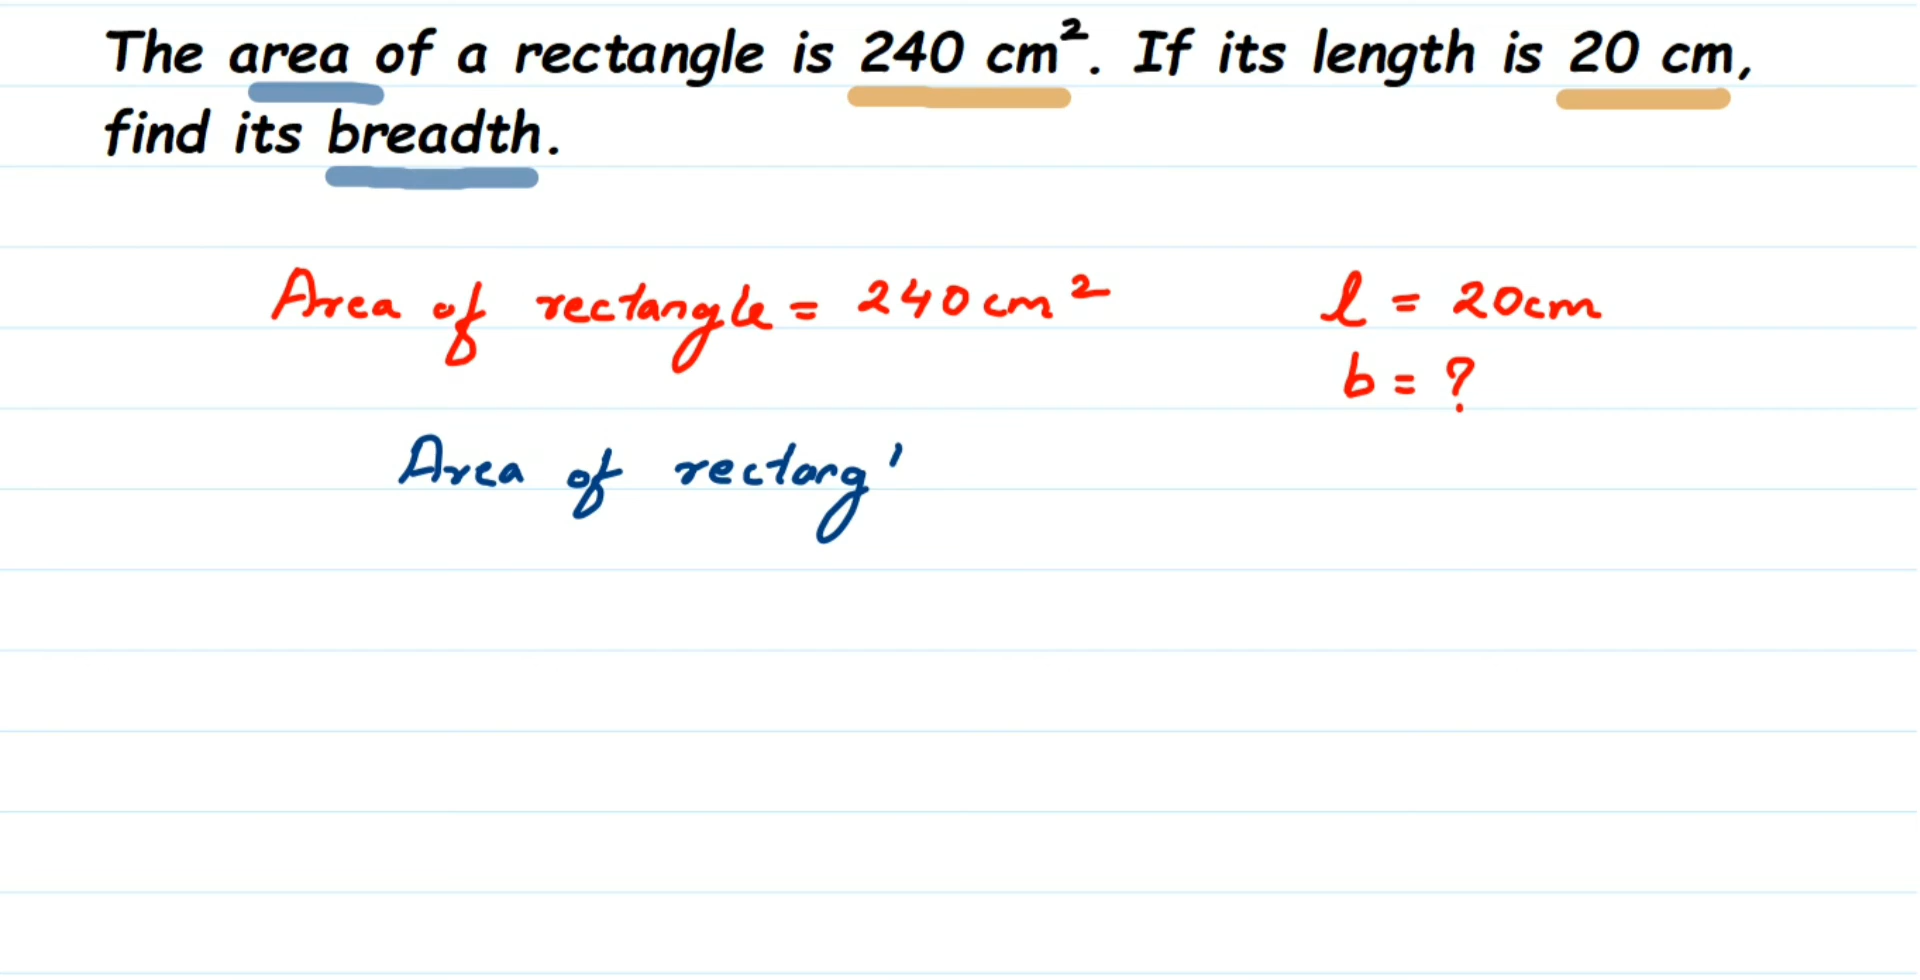 The area of a rectangle is 240 cm². If its length is 20 cm,
find its breadth.
Area of rectangle = 240 cm²
l = 20cm
b = ?
Area of rectang'